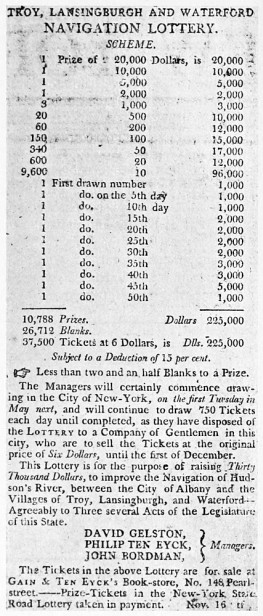 TROY, LANSINGBURGH AND WATERFORD
NAVIGATION LOTTERY.
SCHEME.
1 Prize of 20,000 Dollars, is 20,000
1 10,000 10,000
1 5,000 5,000
1 2,000 2,000
3 1,000 3,000
20 500 10,000
60 200 12,000
150 100 15,000
340 50 17,000
600 20 12,000
9,600 10 96,000
1 First drawn number 1,000
1 do. on the 5th day 1,000
1 do. 10th day 1,000
1 do. 15th 2,000
1 do. 20th 2,000
1 do. 25th 2,000
1 do. 30th 2,000
1 do. 35th 3,000
1 do. 40th 3,000
1 do. 45th 5,000
1 do. 50th 1,000
10,788 Prizes. Dollars 225,000
26,712 Blanks.
37,500 Tickets at 6 Dollars, is Dlls. 225,000
Subject to a Deduction of 15 per cent.
☞ Less than two and an half Blanks to a Prize.
The Managers will certainly commence draw-
ing in the City of New-York, on the first Tuesday in
May next, and will continue to draw 750 Tickets
each day until completed, as they have disposed of
the LOTTERY to a Company of Gentlemen in this
city, who are to sell the Tickets at the original
price of Six Dollars, until the first of December.
This Lottery is for the purpose of raising Thirty
Thousand Dollars, to improve the Navigation of Hud-
son's River, between the City of Albany and the
Villages of Troy, Lansingburgh, and Waterford—
Agreeably to Three several Acts of the Legislature
of this State.
DAVID GELSTON,
PHILIP TEN EYCK, } Managers.
JOHN BORDMAN,
The Tickets in the above Lottery are for sale at
GAIN & TEN EYCK's Book-store, No. 148, Pearl-
street.——Prize-Tickets in the New-York State
Road Lottery taken in payment. Nov. 16 tf